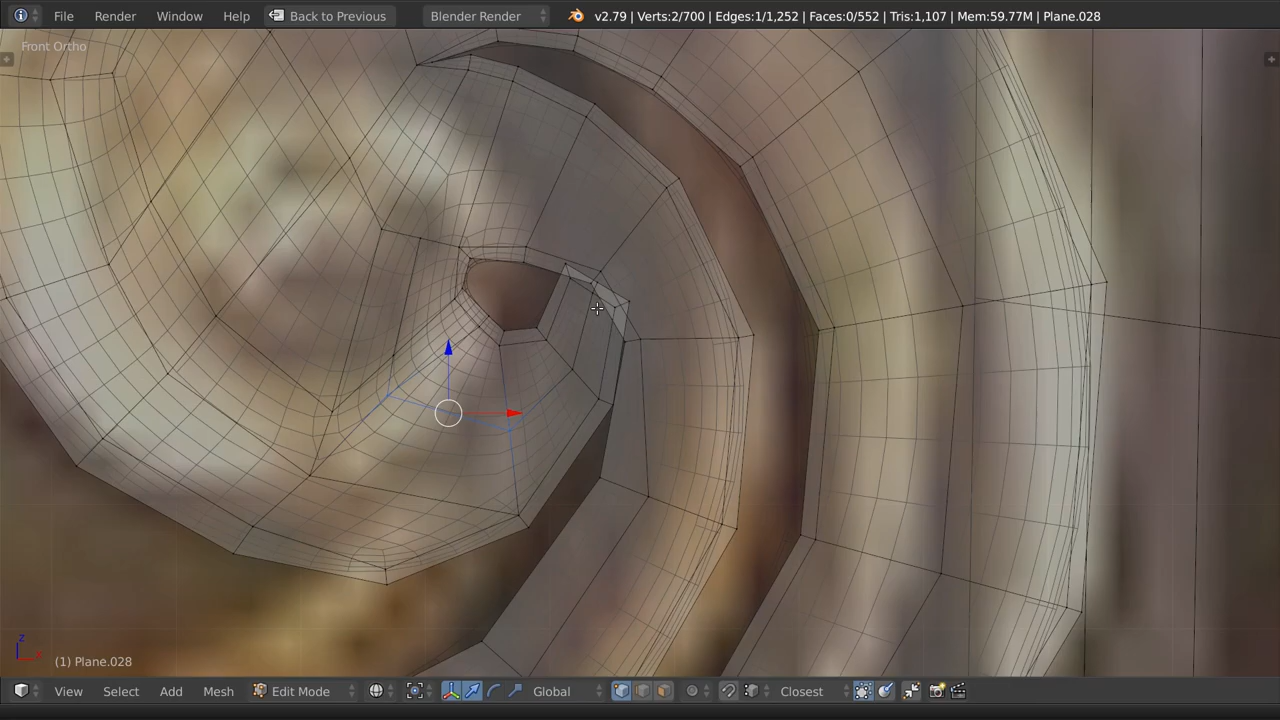 File Render Window Help Back to Previous Blender Render v2.79 | Verts:2/700 | Edges:1/1,252 | Faces:0/552 | Tris:1,107 | Mem:59.77M | Plane.028
Front Ortho
z
x
(1) Plane.028
View Select Add Mesh Edit Mode Global Closest